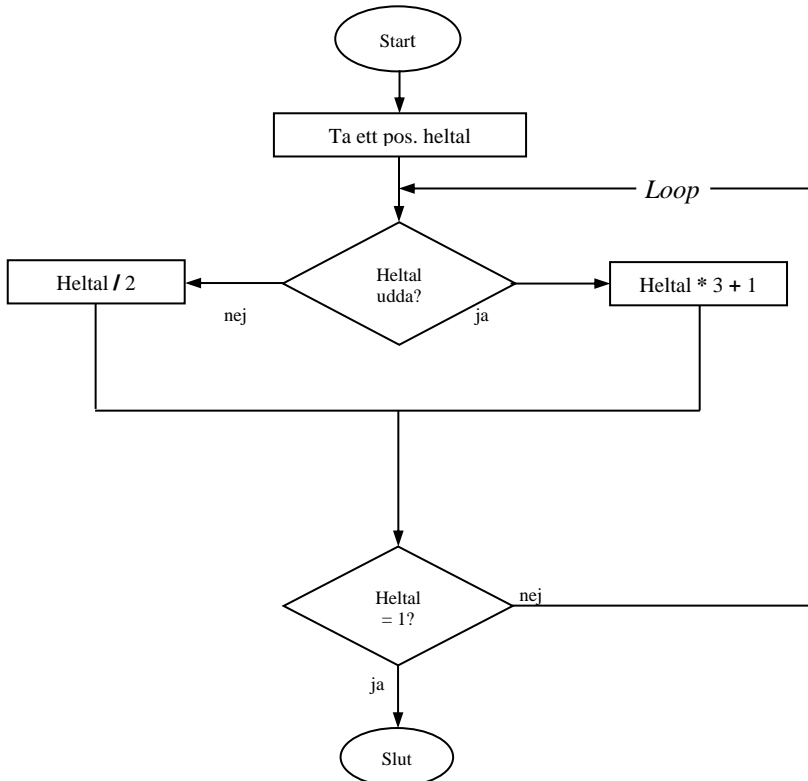 Start
Ta ett pos. heltal
Loop
Heltal
udda?
Heltal / 2
Heltal * 3 + 1
nej
ja
Heltal
= 1?
nej
ja
Slut